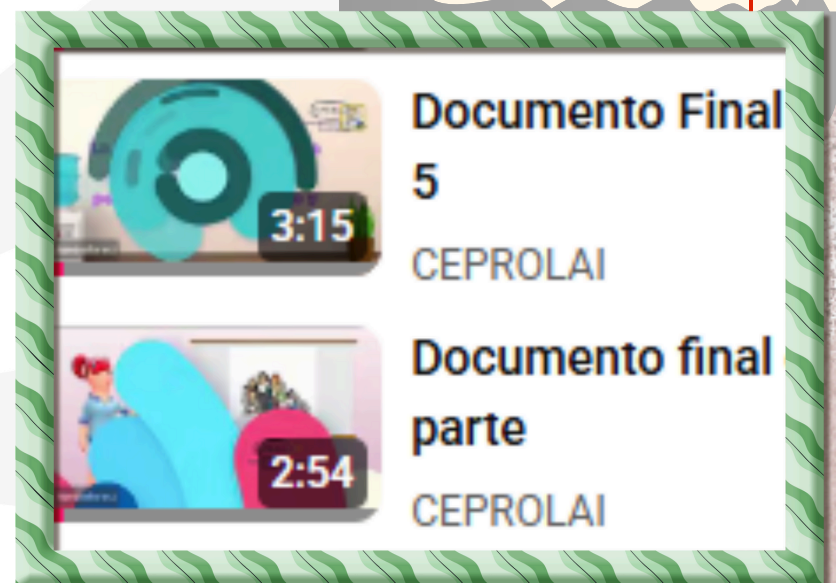 3:15
Documento Final
5
CEPROLAI
2:54
Documento final
parte
CEPROLAI